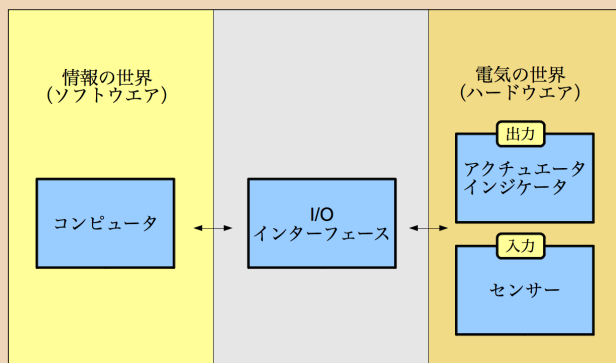 情報の世界
(ソフトウエア)
コンピュータ
I/O
インターフェース
電気の世界
(ハードウエア)
出力
アクチュエータ
インジケータ
入力
センサー